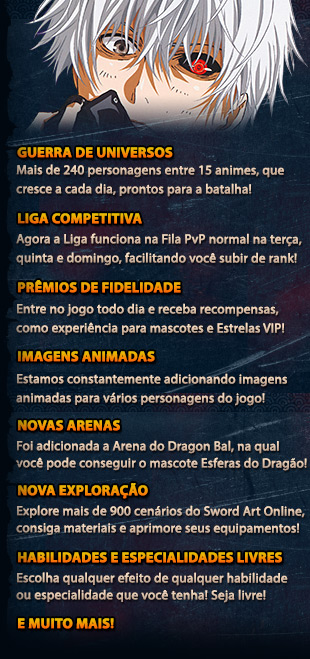 GUERRA DE UNIVERSOS
Mais de 240 personagens entre 15 animes, que
cresce a cada dia, prontos para a batalha!
LIGA COMPETITIVA
Agora a Liga funciona na Fila PvP normal na terça,
quinta e domingo, facilitando você subir de rank!
PRÊMIOS DE FIDELIDADE
Entre no jogo todo dia e receba recompensas,
como experiência para mascotes e Estrelas VIP!
IMAGENS ANIMADAS
Estamos constantemente adicionando imagens
animadas para vários personagens do jogo!
NOVAS ARENAS
Foi adicionada a Arena do Dragon Bal, na qual
você pode conseguir o mascote Esferas do Dragão!
NOVA EXPLORAÇÃO
Explore mais de 900 cenários do Sword Art Online,
consiga materiais e aprimore seus equipamentos!
HABILIDADES E ESPECIALIDADES LIVRES
Escolha qualquer efeito de qualquer habilidade
ou especialidade que você tenha! Seja livre!
E MUITO MAIS!